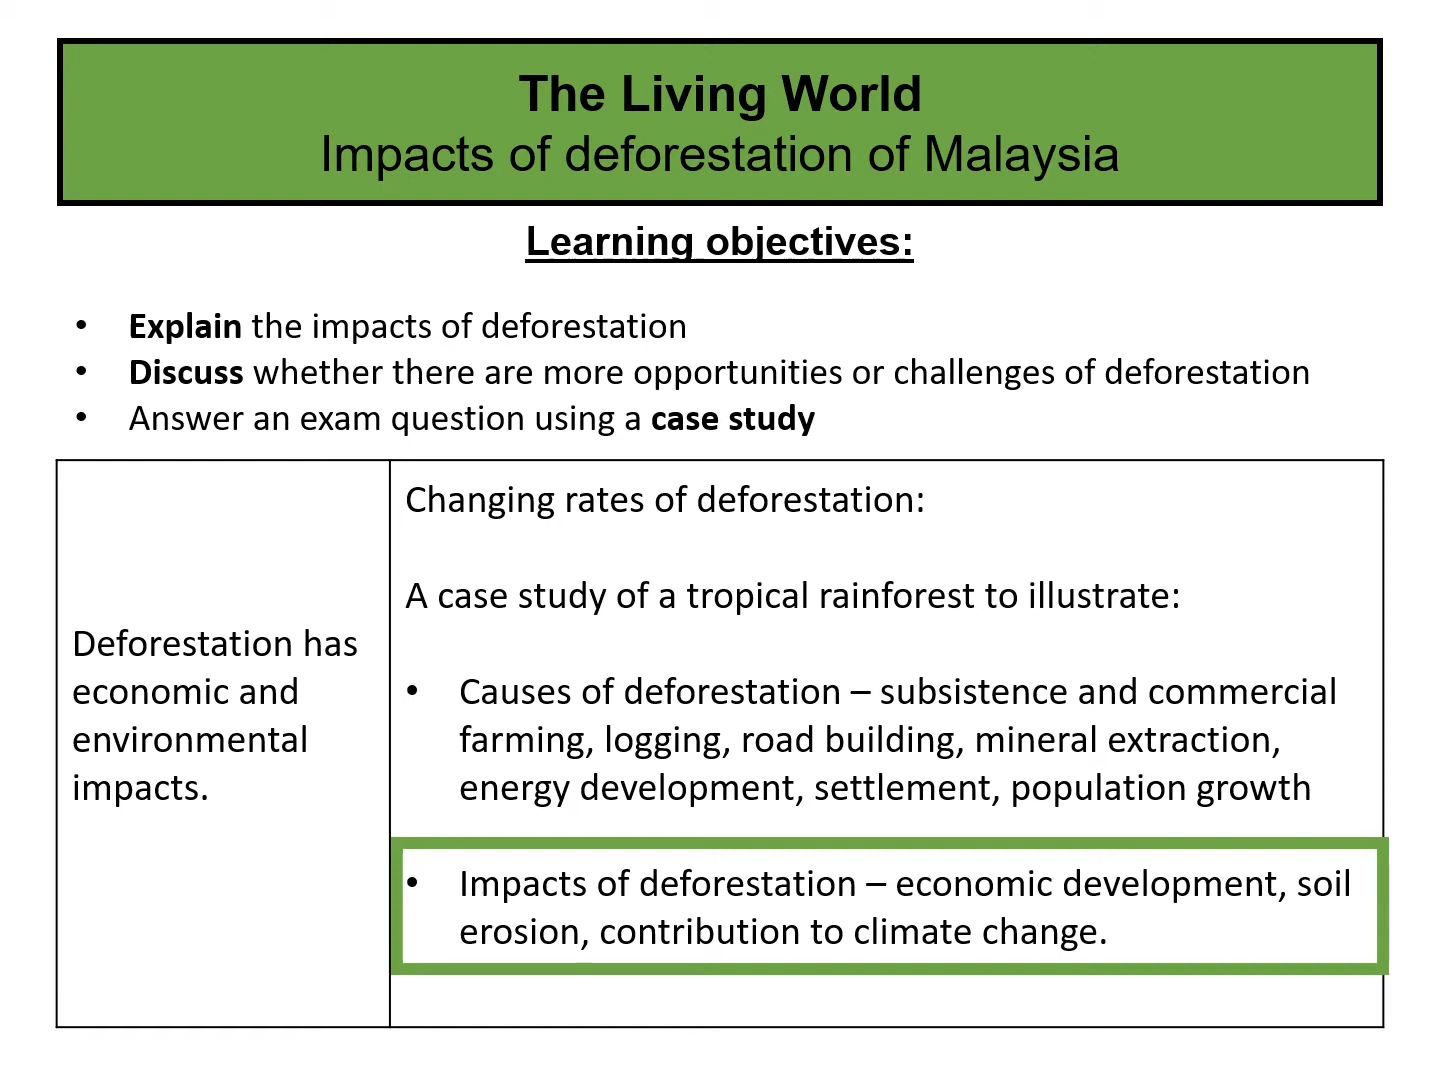 The Living World
Impacts of deforestation of Malaysia
Learning objectives:
• Explain the impacts of deforestation
• Discuss whether there are more opportunities or challenges of deforestation
• Answer an exam question using a case study
Deforestation has
economic and
environmental
impacts.
Changing rates of deforestation:
A case study of a tropical rainforest to illustrate:
• Causes of deforestation – subsistence and commercial
farming, logging, road building, mineral extraction,
energy development, settlement, population growth
• Impacts of deforestation – economic development, soil
erosion, contribution to climate change.